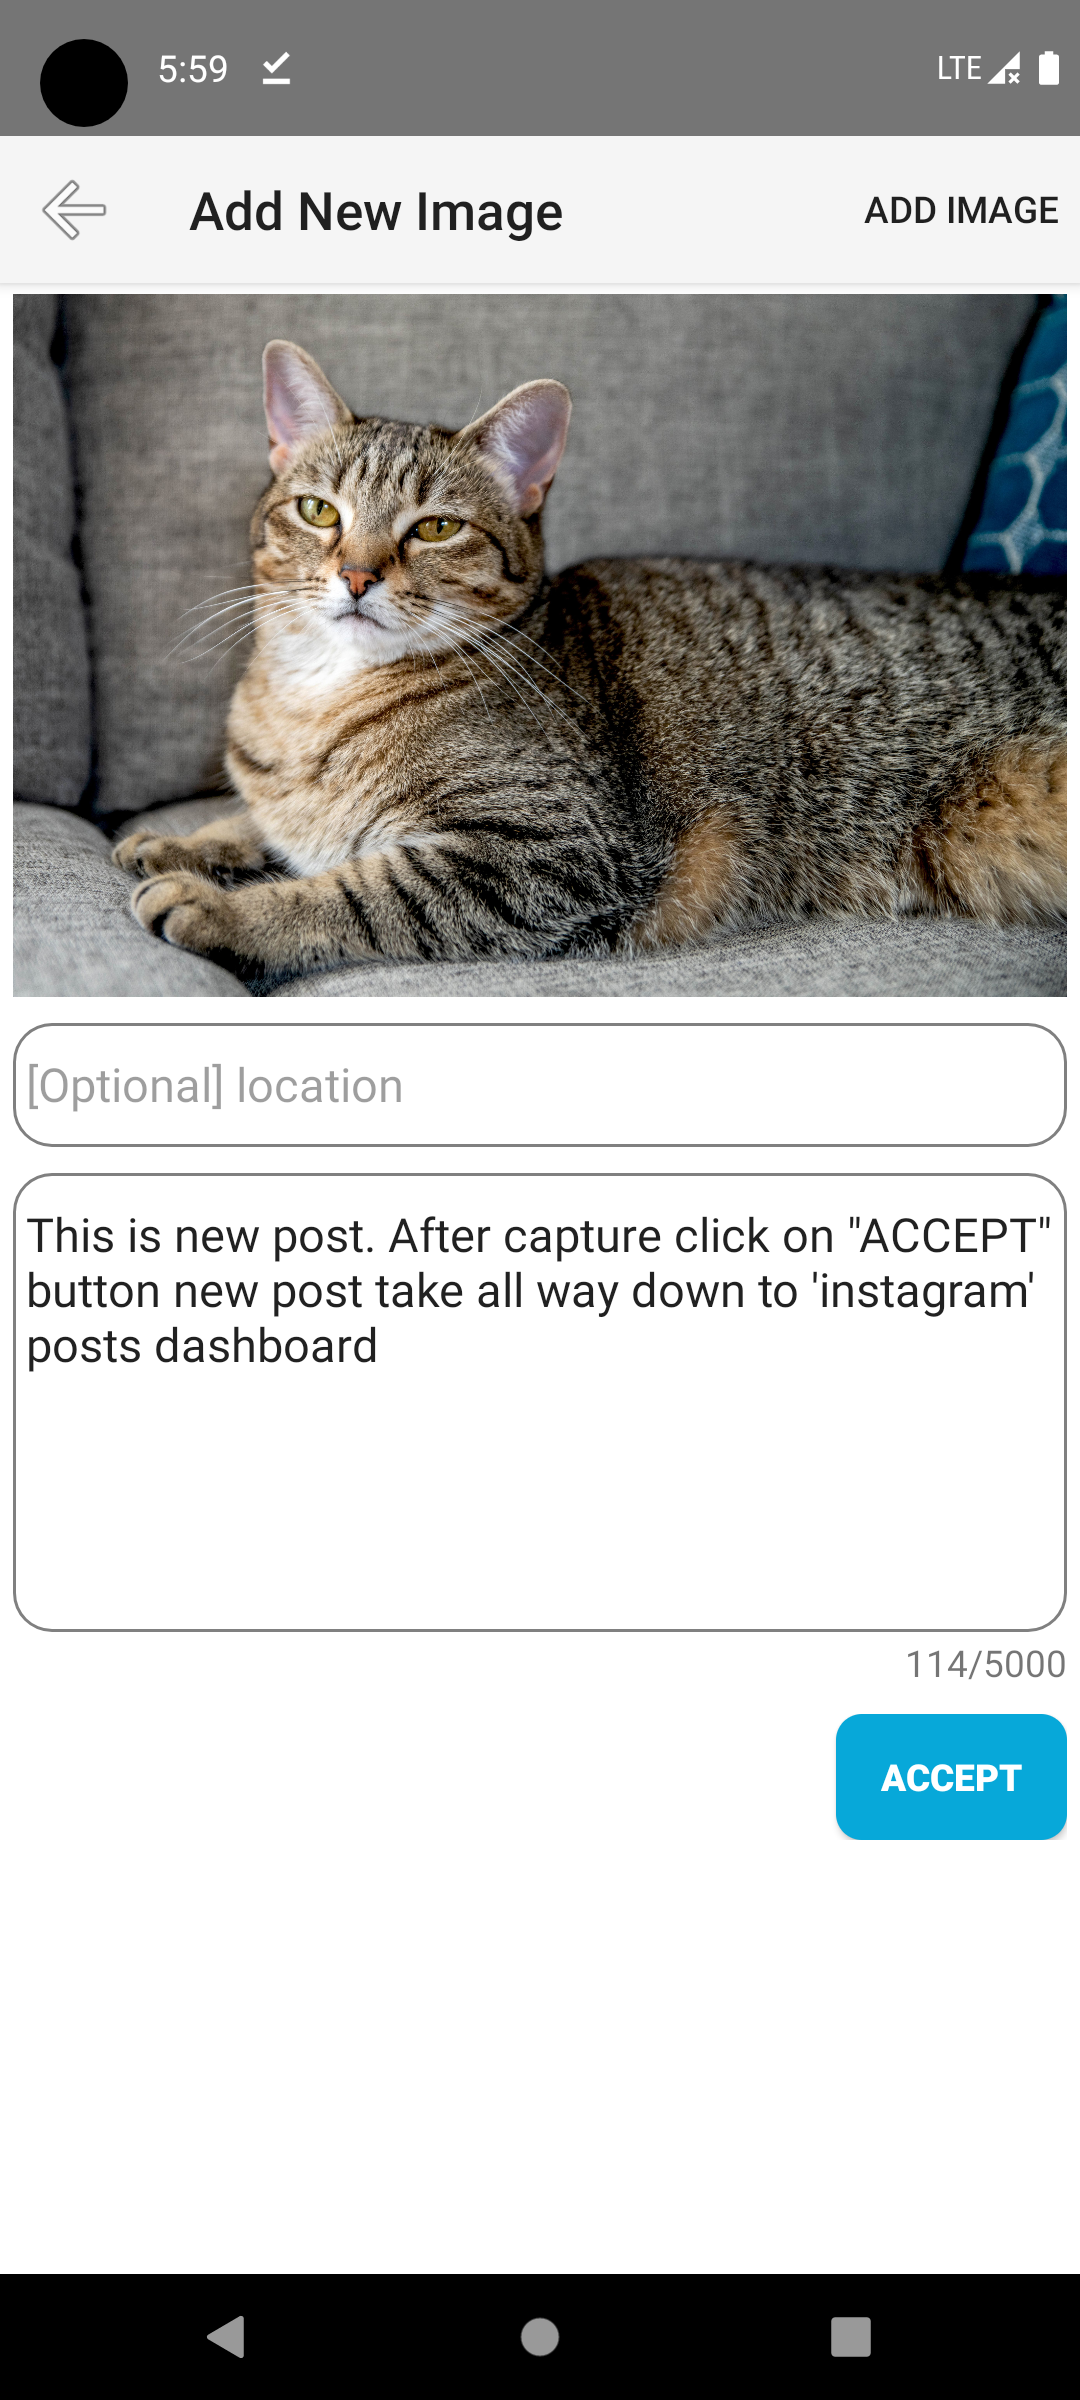 5:59
LTE
Add New Image
ADD IMAGE
[Optional] location
This is new post. After capture click on "ACCEPT"
button new post take all way down to 'instagram'
posts dashboard
114/5000
ACCEPT